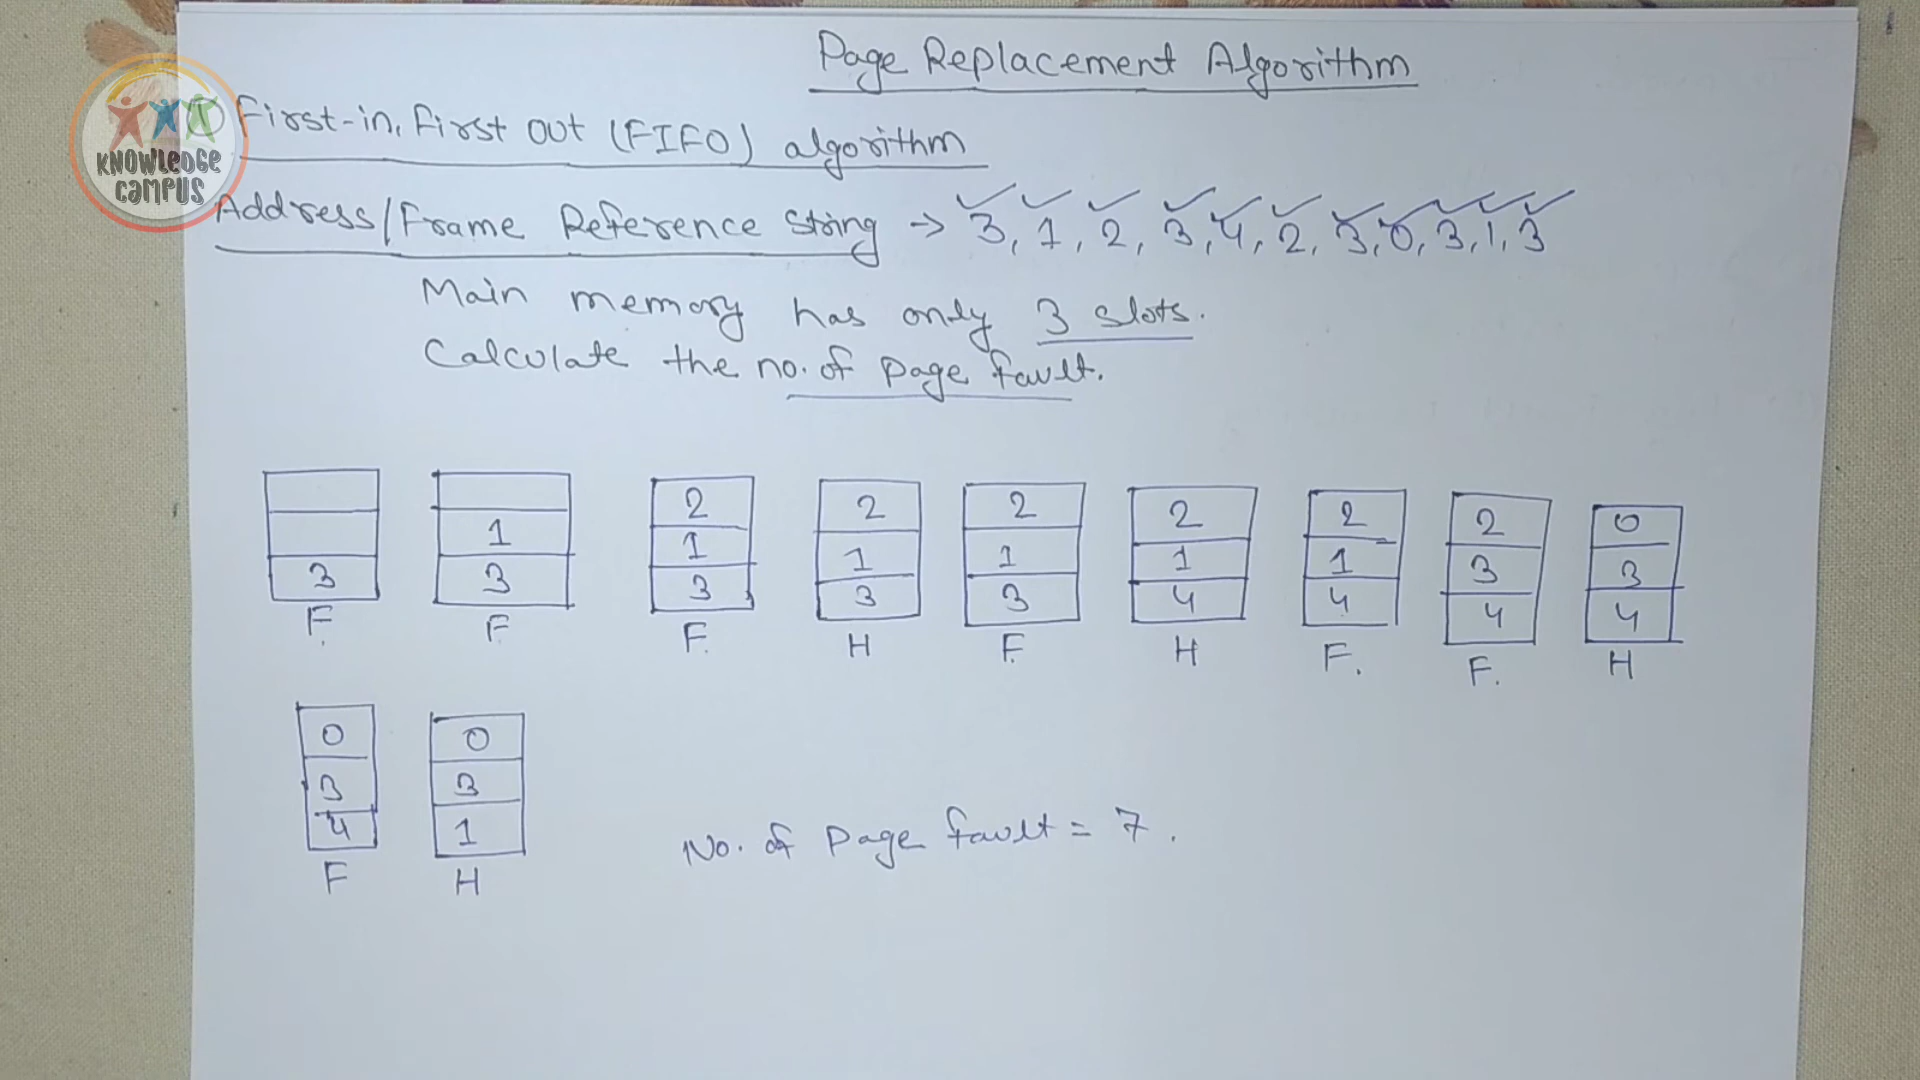 Page Replacement Algorithm
First-in, First Out (FIFO) algorithm
KNOWLEDGE
CAMPUS
Address/Frame Reference String → 3, 1, 2, 3, 4, 2, 3, 0, 3, 1, 3
Main memory has only 3 slots.
Calculate the no. of page fault.
2 2 2 2 2 2 0
1 1 1 1 1 1 3 3
3 3 3 3 3 4 4 4 4
F. F F. H F. H F. F. H
0 0
3 3
4 1
F H
No. of page fault = 7.